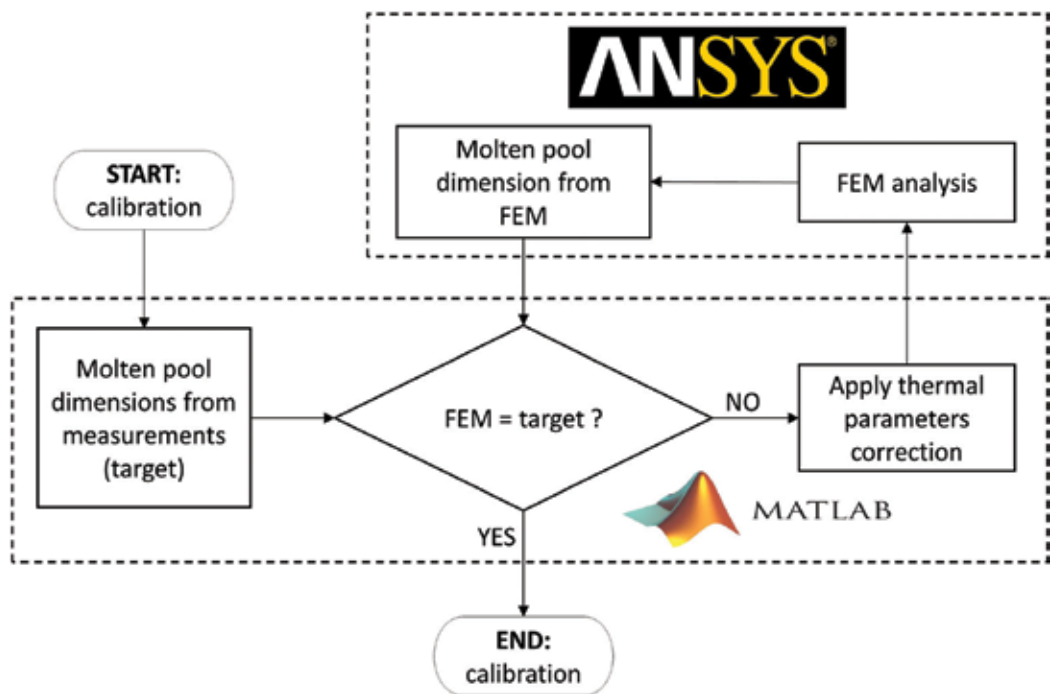 ANSYS®
START:
calibration
Molten pool
dimension from
FEM
FEM analysis
Molten pool
dimensions from
measurements
(target)
FEM = target ?
NO
Apply thermal
parameters
correction
MATLAB
YES
END:
calibration